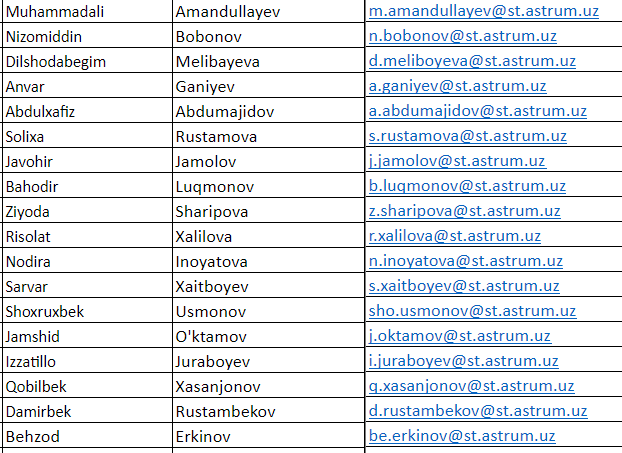 Muhammadali Amandullayev m.amandullayev@st.astrum.uz
Nizomiddin Bobonov n.bobonov@st.astrum.uz
Dilshodabegim Melibayeva d.meliboyeva@st.astrum.uz
Anvar Ganiyev a.ganiyev@st.astrum.uz
Abdulxafiz Abdumajidov a.abdumajidov@st.astrum.uz
Solixa Rustamova s.rustamova@st.astrum.uz
Javohir Jamolov j.jamolov@st.astrum.uz
Bahodir Luqmonov b.luqmonov@st.astrum.uz
Ziyoda Sharipova z.sharipova@st.astrum.uz
Risolat Xalilova r.xalilova@st.astrum.uz
Nodira Inoyatova n.inoyatova@st.astrum.uz
Sarvar Xaitboyev s.xaitboyev@st.astrum.uz
Shoxruxbek Usmonov sho.usmonov@st.astrum.uz
Jamshid O'ktamov j.oktamov@st.astrum.uz
Izzatillo Juraboyev i.juraboyev@st.astrum.uz
Qobilbek Xasanjonov q.xasanjonov@st.astrum.uz
Damirbek Rustambekov d.rustambekov@st.astrum.uz
Behzod Erkinov be.erkinov@st.astrum.uz